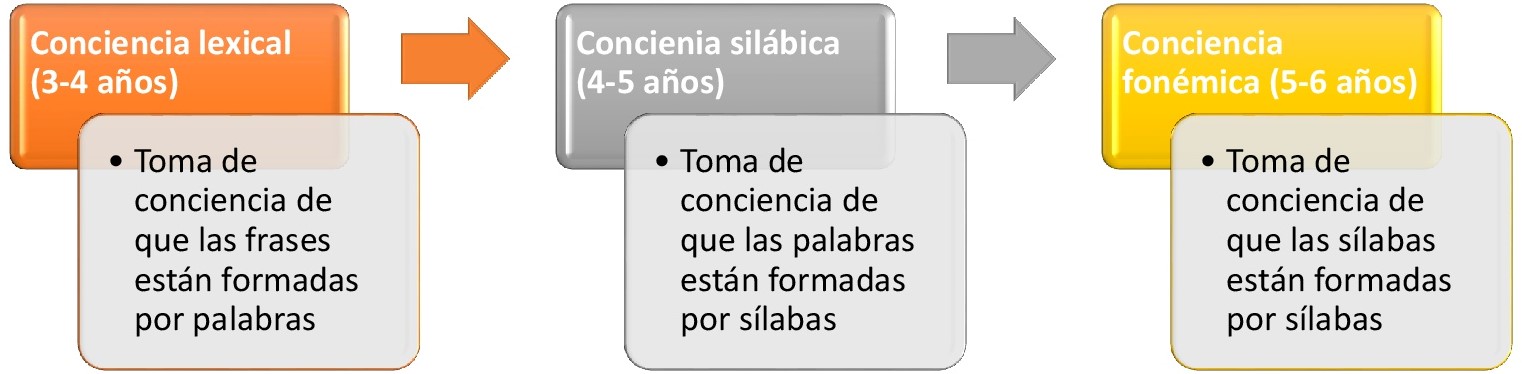 Conciencia lexical
(3-4 años)
• Toma de
conciencia de
que las frases
están formadas
por palabras
Concienia silábica
(4-5 años)
• Toma de
conciencia de
que las palabras
están formadas
por sílabas
Conciencia
fonémica (5-6 años)
• Toma de
conciencia de
que las sílabas
están formadas
por sílabas